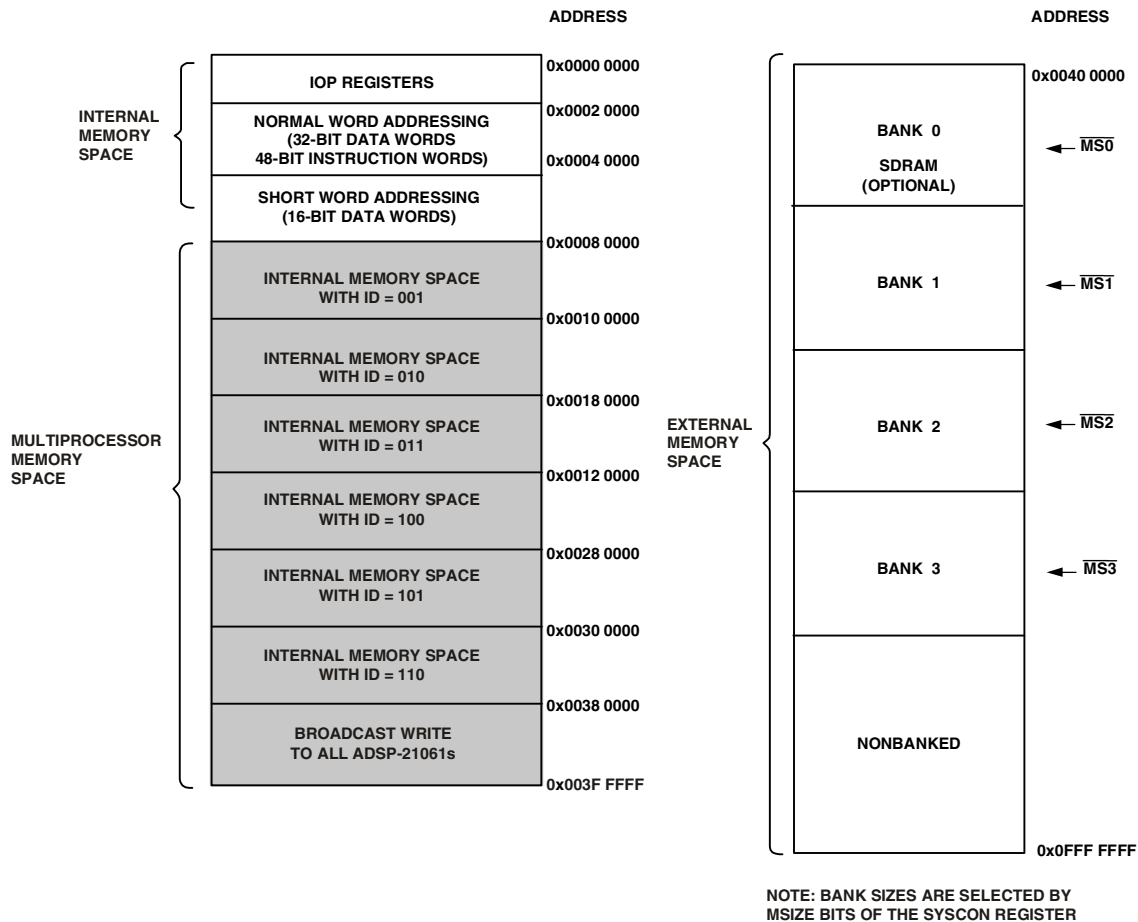 ADDRESS
0x0000 0000
IOP REGISTERS
0x0002 0000
INTERNAL
MEMORY
SPACE
NORMAL WORD ADDRESSING
(32-BIT DATA WORDS
48-BIT INSTRUCTION WORDS)
0x0004 0000
SHORT WORD ADDRESSING
(16-BIT DATA WORDS)
0x0008 0000
INTERNAL MEMORY SPACE
WITH ID = 001
0x0010 0000
INTERNAL MEMORY SPACE
WITH ID = 010
0x0018 0000
MULTIPROCESSOR
MEMORY
SPACE
INTERNAL MEMORY SPACE
WITH ID = 011
0x0012 0000
INTERNAL MEMORY SPACE
WITH ID = 100
0x0028 0000
INTERNAL MEMORY SPACE
WITH ID = 101
0x0030 0000
INTERNAL MEMORY SPACE
WITH ID = 110
0x0038 0000
BROADCAST WRITE
TO ALL ADSP-21061s
0x003F FFFF
ADDRESS
0x0040 0000
BANK 0
MS0
SDRAM
(OPTIONAL)
BANK 1
MS1
EXTERNAL
MEMORY
SPACE
BANK 2
MS2
BANK 3
MS3
NONBANKED
0x0FFF FFFF
NOTE: BANK SIZES ARE SELECTED BY
MSIZE BITS OF THE SYSCON REGISTER